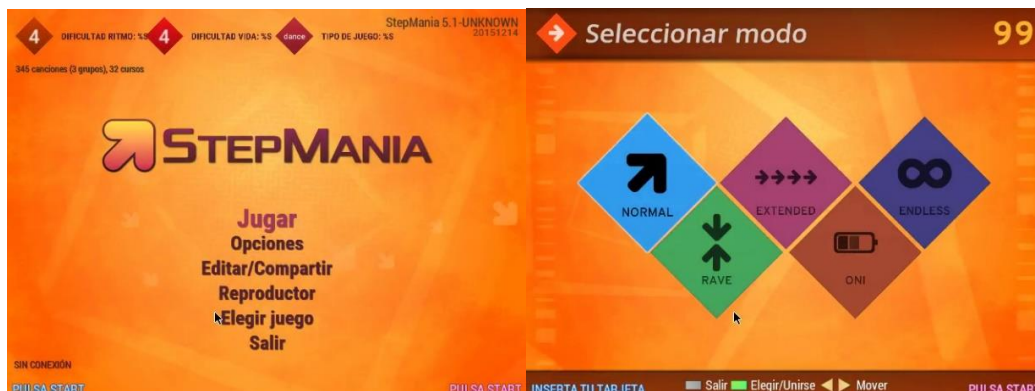 4 DIFICULTAD RITMO: %S 4 DIFICULTAD VIDA: %S dance TIPO DE JUEGO: %S
StepMania 5.1-UNKNOWN
20151214
345 canciones (3 grupos), 32 cursos
STEPMANIA
Jugar
Opciones
Editar/Compartir
Reproductor
Elegir juego
Salir
SIN CONEXIÓN
PULSA START PULSA START
Seleccionar modo 99
NORMAL EXTENDED ENDLESS
RAVE ONI
INSERTA TU TARJETA Salir Elegir/Unirse Mover PULSA START